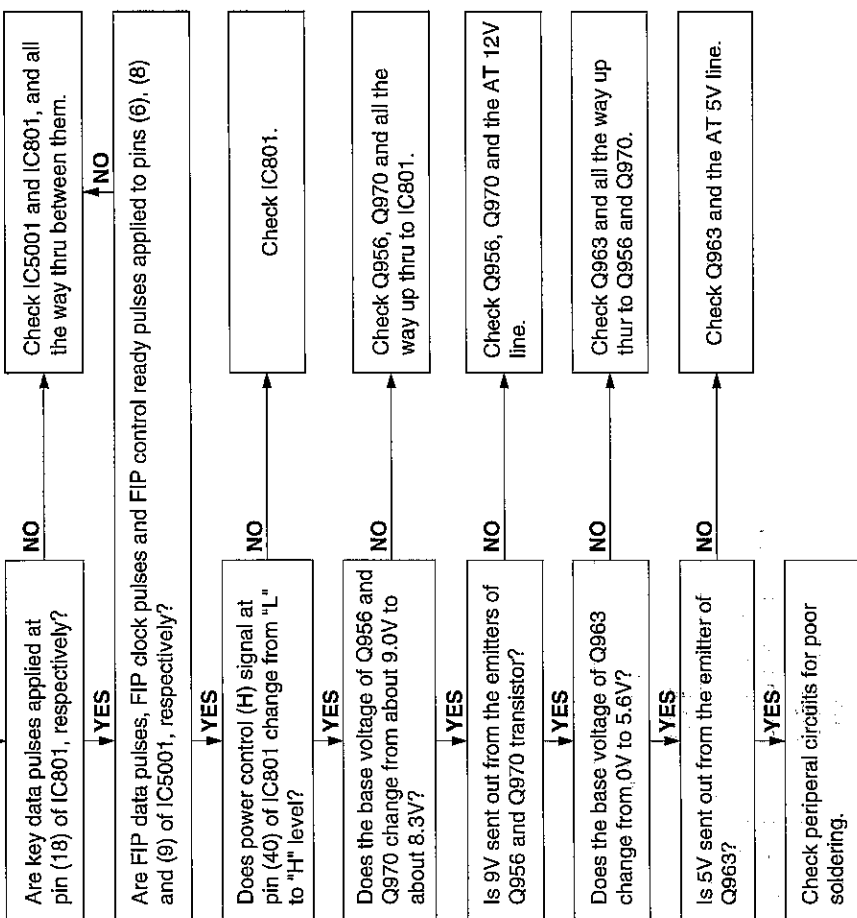 Are key data pulses applied at
pin (18) of IC801, respectively?
NO
Check IC5001 and IC801, and all
the way thru between them.
YES
NO
Are FIP data pulses, FIP clock pulses and FIP control ready pulses applied to pins (6), (8)
and (9) of IC5001, respectively?
YES
Does power control (H) signal at
pin (40) of IC801 change from "L"
to "H" level?
NO
Check IC801.
YES
Does the base voltage of Q956 and
Q970 change from about 9.0V to
about 8.3V?
NO
Check Q956, Q970 and all the
way up thru to IC801.
YES
Is 9V sent out from the emitters of
Q956 and Q970 transistor?
NO
Check Q956, Q970 and the AT 12V
line.
YES
Does the base voltage of Q963
change from 0V to 5.6V?
NO
Check Q963 and all the way up
thur to Q956 and Q970.
YES
Is 5V sent out from the emitter of
Q963?
NO
Check Q963 and the AT 5V line.
YES
Check periperal circuits for poor
soldering.